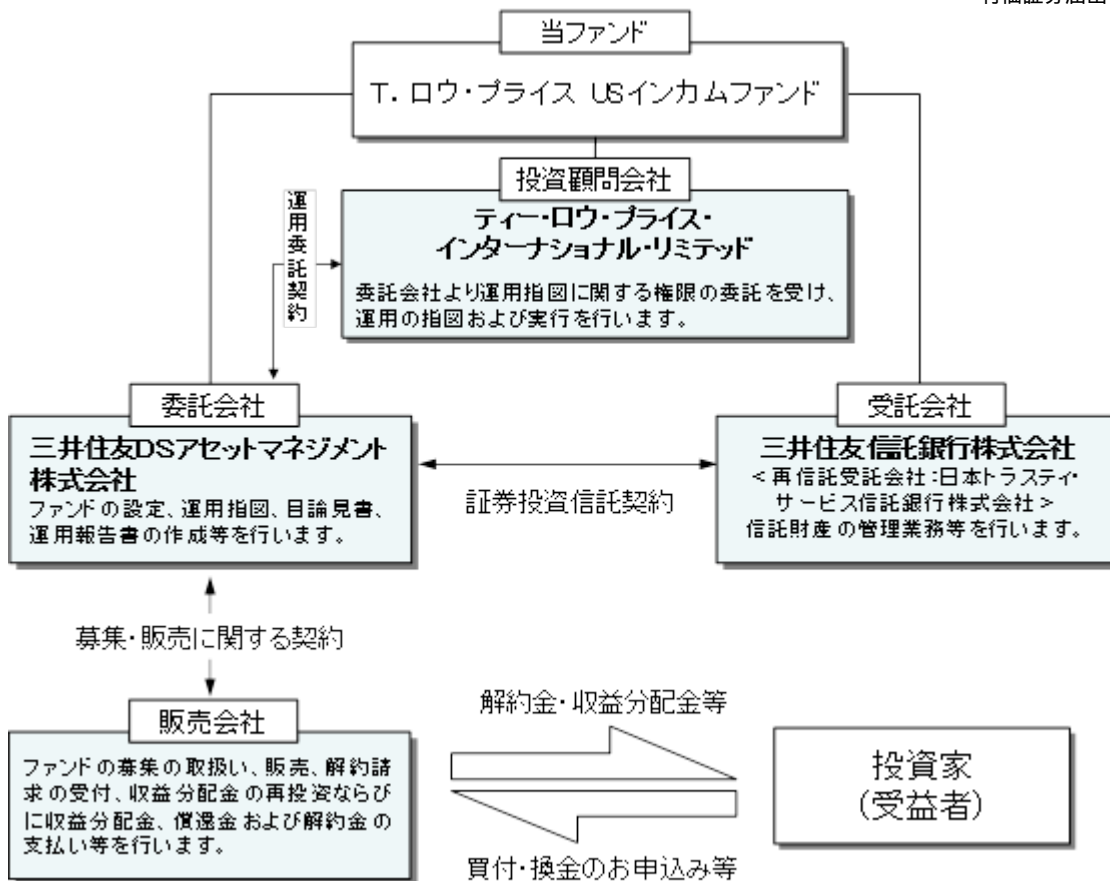 当ファンド
T．ロウ・プライス USインカムファンド
投資顧問会社
ティー・ロウ・プライス・
インターナショナル・リミテッド
委託会社より運用指図に関する権限の委託を受け、
運用の指図および実行を行います。
運用委託契約
委託会社
三井住友DSアセットマネジメント
株式会社
ファンドの設定、運用指図、目論見書、
運用報告書の作成等を行います。
証券投資信託契約
受託会社
三井住友信託銀行株式会社
＜再信託受託会社：日本トラスティ・
サービス信託銀行株式会社＞
信託財産の管理業務等を行います。
募集・販売に関する契約
販売会社
ファンドの募集の取扱い、販売、解約請
求の受付、収益分配金の再投資ならび
に収益分配金、償還金および解約金の
支払い等を行います。
解約金・収益分配金等
買付・換金のお申込み等
投資家
（受益者）